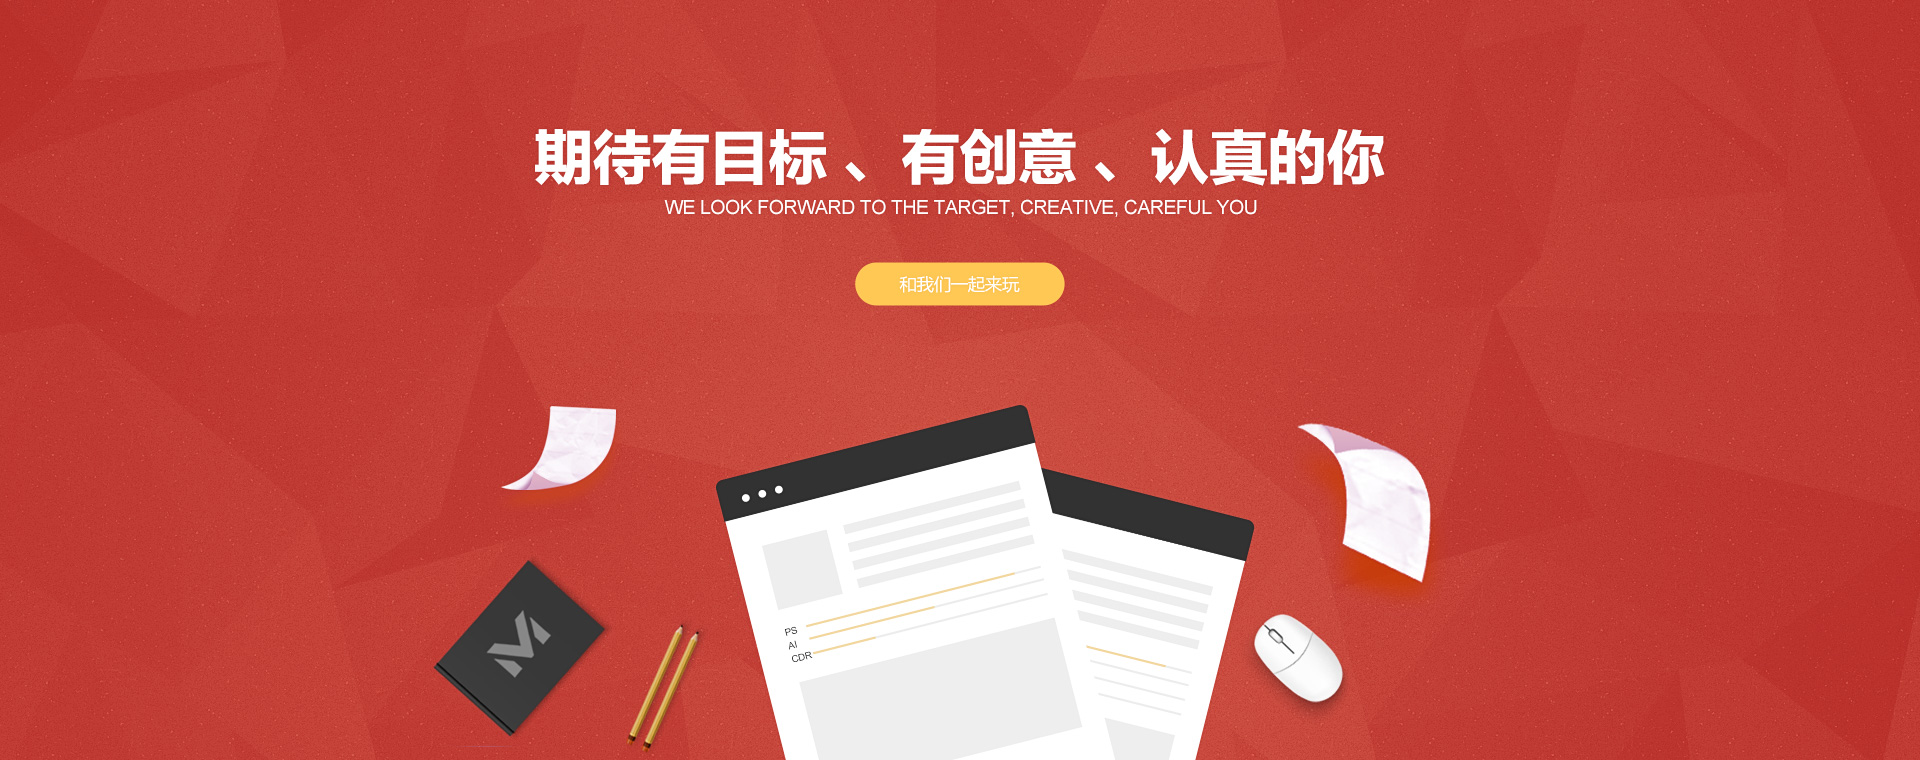 期待有目标 、有创意 、认真的你
WE LOOK FORWARD TO THE TARGET, CREATIVE, CAREFUL YOU
和我们一起来玩
PS
AI
CDR